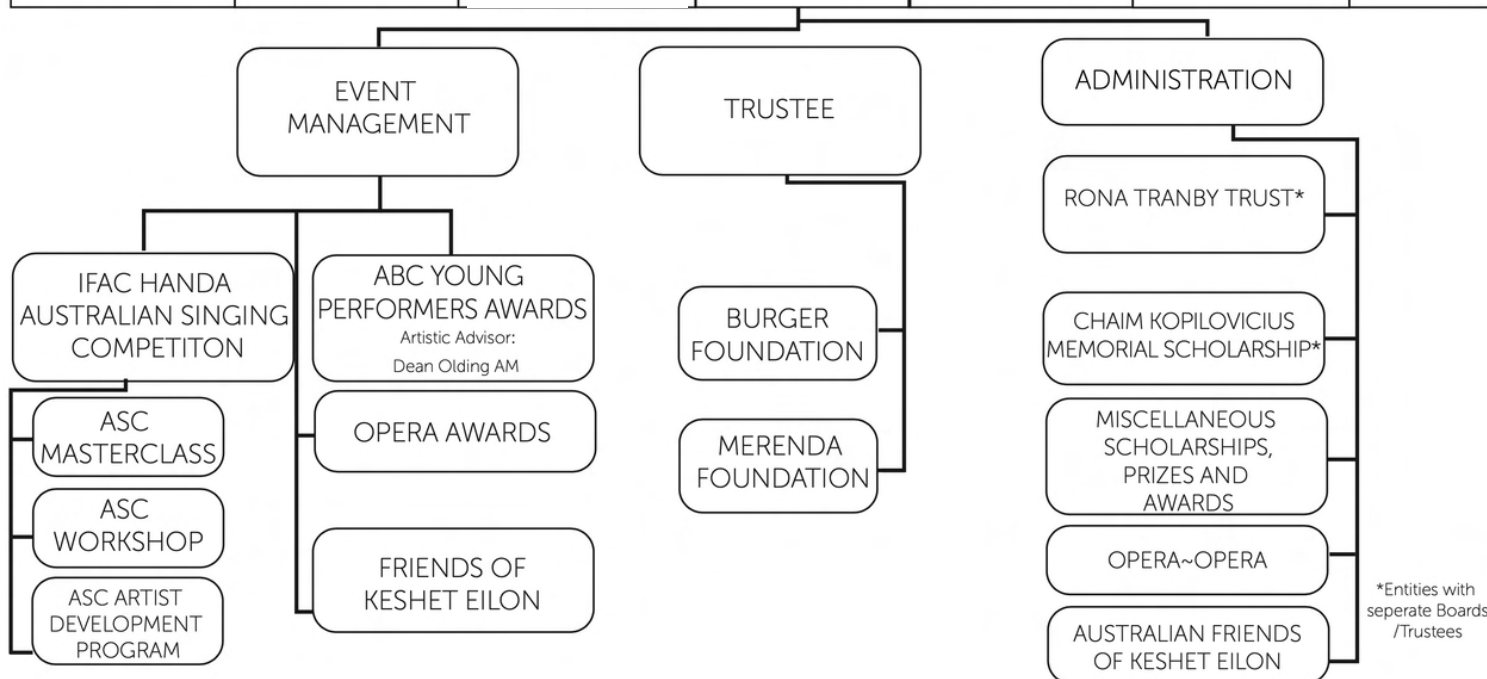 EVENT
MANAGEMENT
TRUSTEE
ADMINISTRATION
IFAC HANDA
AUSTRALIAN SINGING
COMPETITON
ASC
MASTERCLASS
ASC
WORKSHOP
ASC ARTIST
DEVELOPMENT
PROGRAM
ABC YOUNG
PERFORMERS AWARDS
Artistic Advisor:
Dean Olding AM
OPERA AWARDS
FRIENDS OF
KESHET EILON
BURGER
FOUNDATION
MERENDA
FOUNDATION
RONA TRANBY TRUST*
CHAIM KOPILOVICIUS
MEMORIAL SCHOLARSHIP*
MISCELLANEOUS
SCHOLARSHIPS,
PRIZES AND
AWARDS
OPERA~OPERA
AUSTRALIAN FRIENDS
OF KESHET EILON
*Entities with
seperate Boards
/Trustees